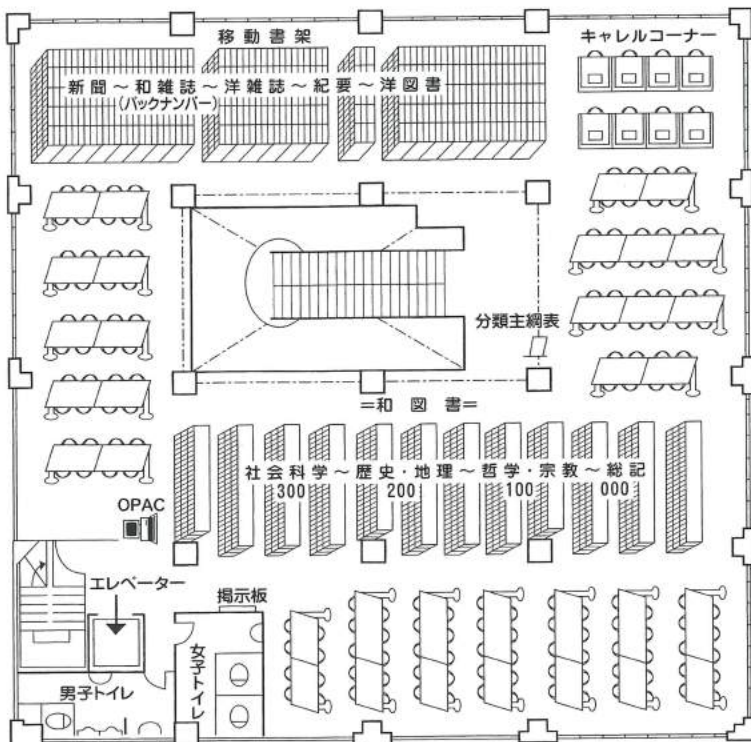 移動書架
キャレルコーナー
新聞～和雑誌～洋雑誌～紀要～洋図書
(バックナンバー)
分類主綱表
=和図書=
社会科学～歴史・地理～哲学・宗教～総記
300 200 100 000
OPAC
エレベーター
掲示板
女子トイレ
男子トイレ